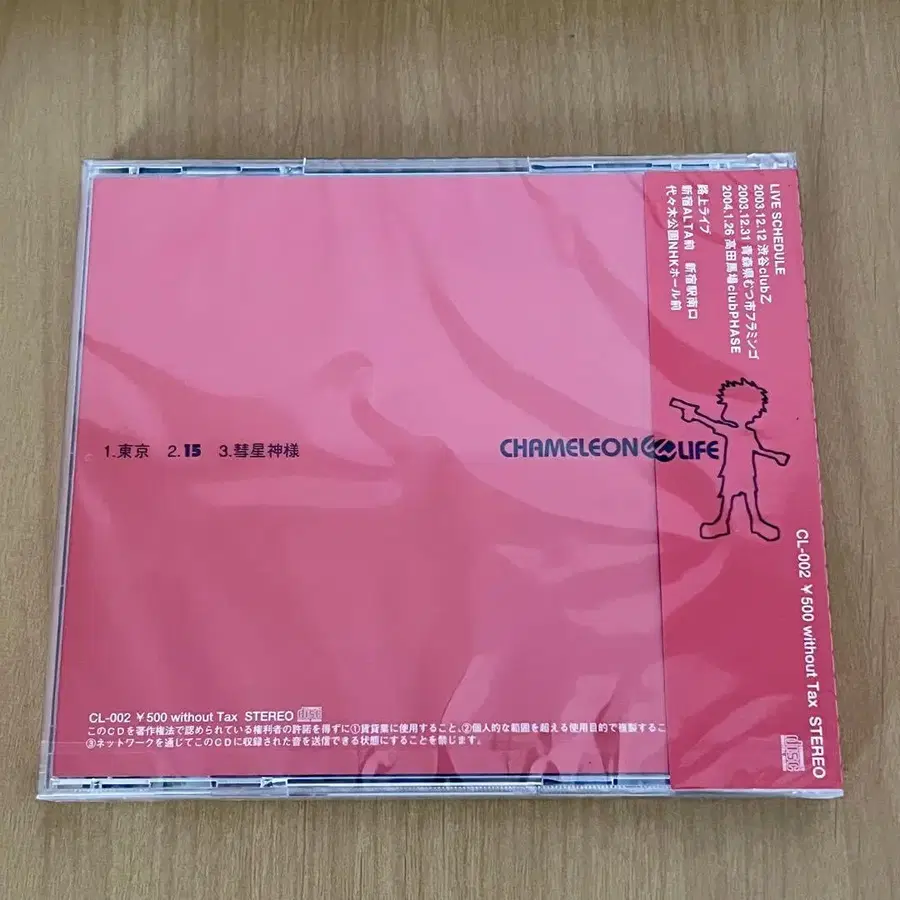 1.東京 2.15 3.彗星神様
CHAMELEON LIFE
CL-002 ￥500 without Tax STEREO
このCDを著作権法で認められている権利者の許諾を得ずに①賃貸業に使用すること、②個人的な範囲を超える使用目的で複製するこ
③ネットワークを通じてこのCDに収録された音を送信できる状態にすることを禁じます。
LIVE SCHEDULE
2003.12.12 渋谷clubZ
2003.12.31 青森県むつ市フラミンゴ
2004.1.26 高田馬場clubPHASE
路上ライブ
新宿ALTA前 新宿駅南口
代々木公園NHKホール前
CL-002 ￥500 without Tax STEREO